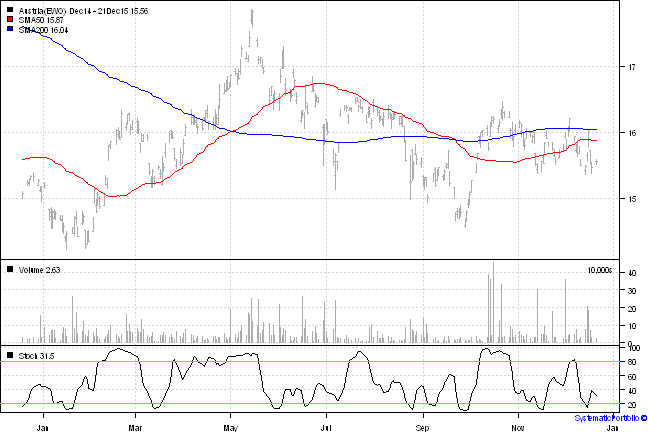 Austria(EWO) Dec14 - 21Dec15 15.56
SMA50 15.87
SMA200 16.04
17
16
15
Volume 2.63
10,000s
40
30
20
10
0
Stoch 31.5
100
80
60
40
20
Jan Mar May Jul Sep Nov Jan
SystematicPortfolio ©